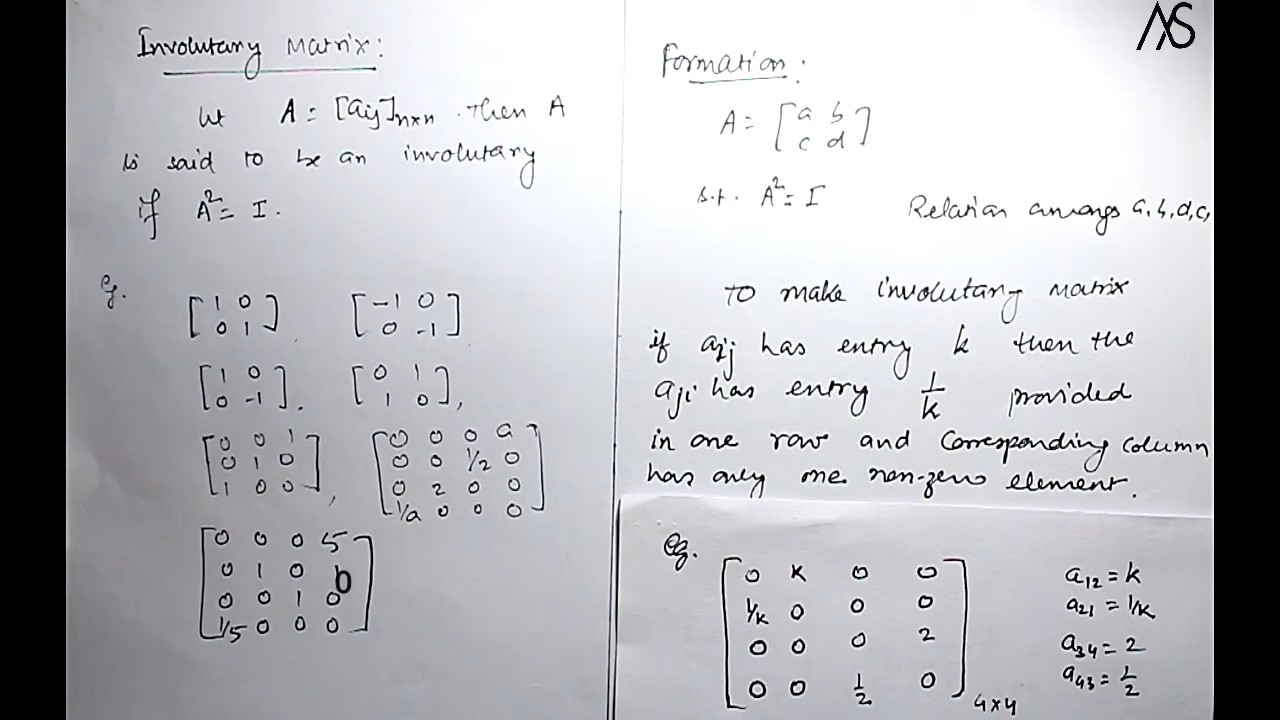 Involutary Matrix:
Let A = [aij]n×n . Then A
is said to be an involutary
if A² = I.
eg.
[1 0
0 1]
[-1 0
0 -1]
[1 0
0 -1].
[0 1
1 0],
[0 0 1
0 1 0
1 0 0],
[0 0 0 a
0 0 1/2 0
0 2 0 0
1/a 0 0 0]
[0 0 0 5
0 1 0 0
0 0 1 0
1/5 0 0 0]
NS
Formation:
A = [a b
c d]
s.t. A² = I
Relation amongs a, b, d, c,
To make involutary matrix
if aij has entry k then the
aji has entry 1/k provided
in one row and corresponding column
has only one non-zero element.
eg.
[0 k 0 0
1/k 0 0 0
0 0 0 2
0 0 1/2 0]4×4
a12 = k
a21 = 1/k
a34 = 2
a43 = 1/2